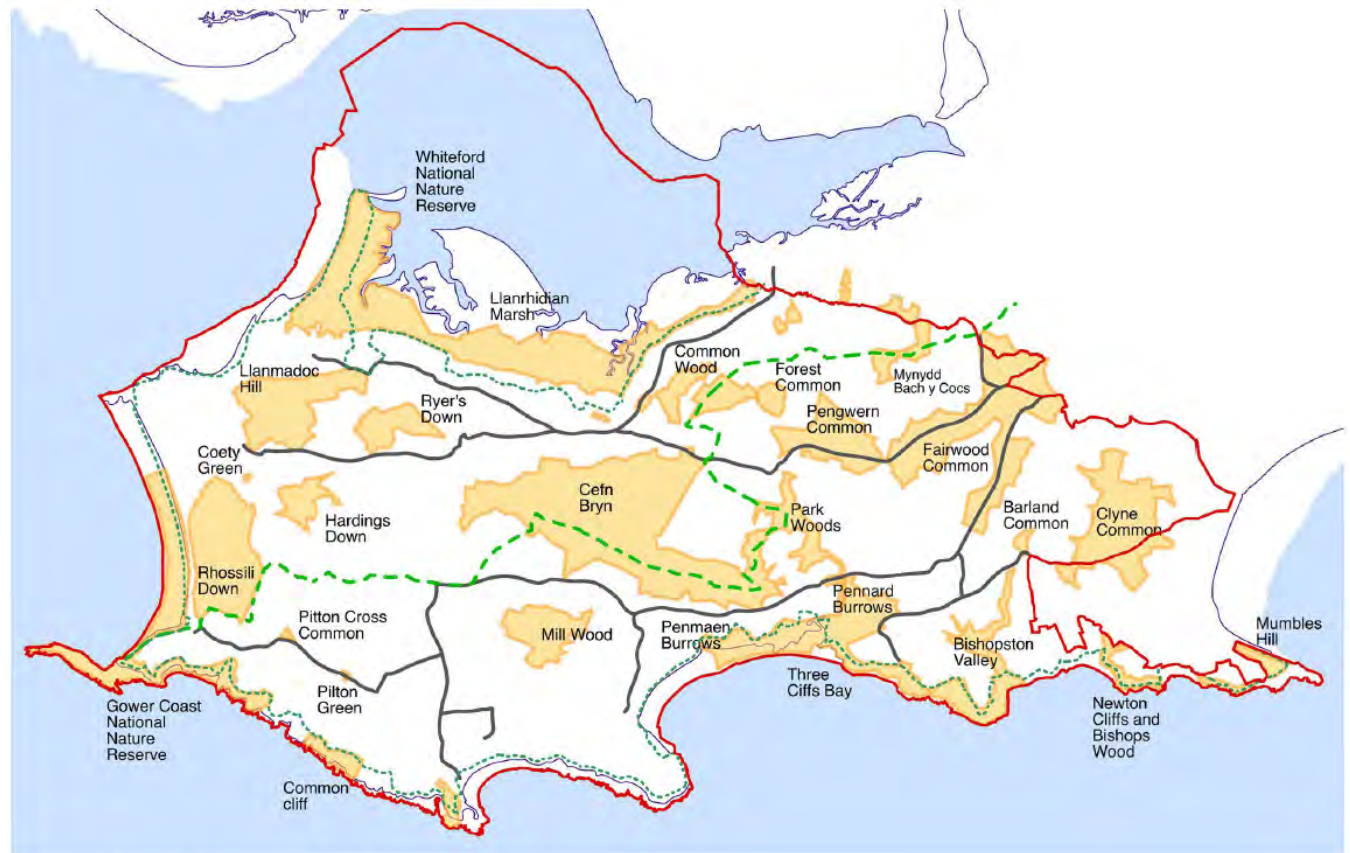 Whiteford
National
Nature
Reserve
Llanrhidian
Marsh
Common
Wood
Forest
Common
Mynydd
Bach y Cocs
Llanmadoc
Hill
Ryer's
Down
Pengwern
Common
Fairwood
Common
Coety
Green
Cefn
Bryn
Hardings
Down
Park
Woods
Barland
Common
Clyne
Common
Rhossili
Down
Pitton Cross
Common
Mill Wood
Penmaen
Burrows
Pennard
Burrows
Bishopston
Valley
Mumbles
Hill
Three
Ciffs Bay
Pilton
Green
Gower Coast
National
Nature
Reserve
Newton
Cliffs and
Bishops
Wood
Common
cliff